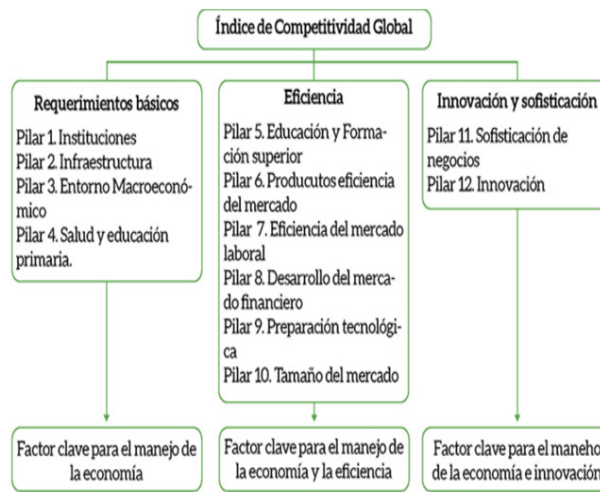 Índice de Competitividad Global
Requerimientos básicos
Pilar 1. Instituciones
Pilar 2. Infraestructura
Pilar 3. Entorno Macroeconó-
mico
Pilar 4. Salud y educación
primaria.
Eficiencia
Pilar 5. Educación y Forma-
ción superior
Pilar 6. Producutos eficiencia
del mercado
Pilar 7. Eficiencia del mercado
laboral
Pilar 8. Desarrollo del merca-
do financiero
Pilar 9. Preparación tecnológi-
ca
Pilar 10. Tamaño del mercado
Innovación y sofisticación
Pilar 11. Sofisticación de
negocios
Pilar 12. Innovación
Factor clave para el manejo de
la economía
Factor clave para el manejo de
la economía y la eficiencia
Factor clave para el maneho
de la economía e innovación